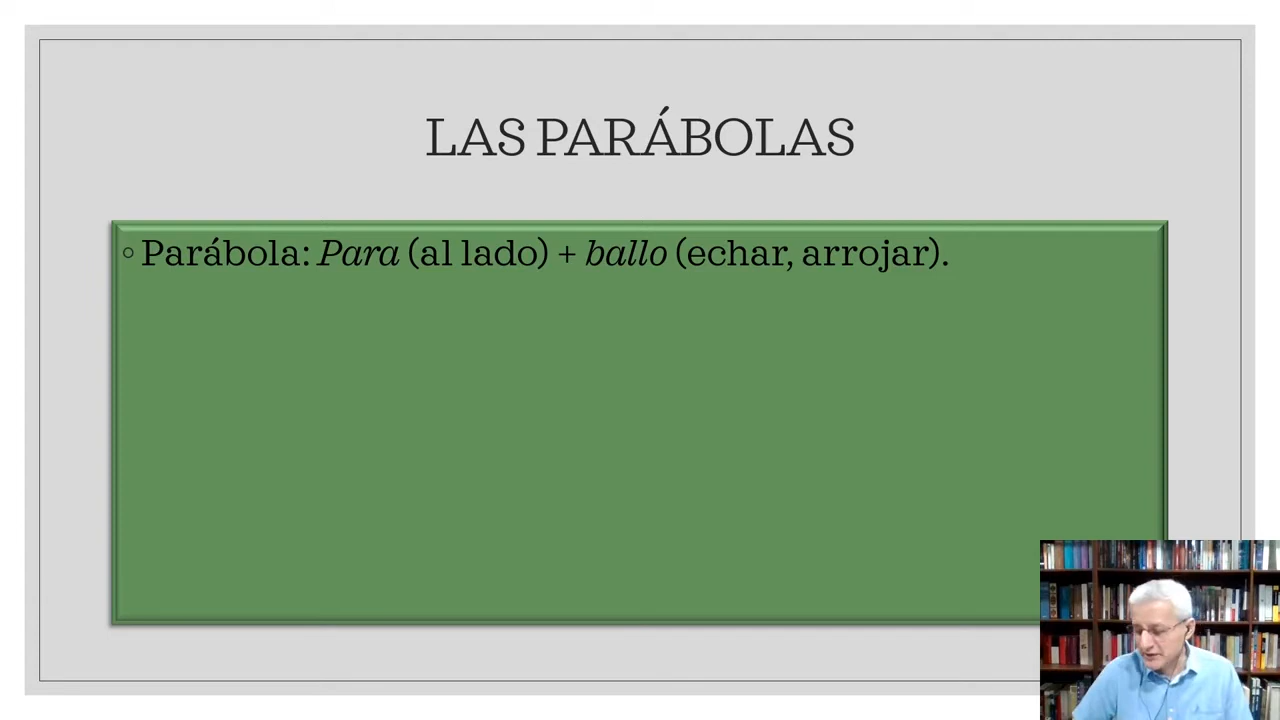 LAS PARÁBOLAS
◦ Parábola: Para (al lado) + ballo (echar, arrojar).